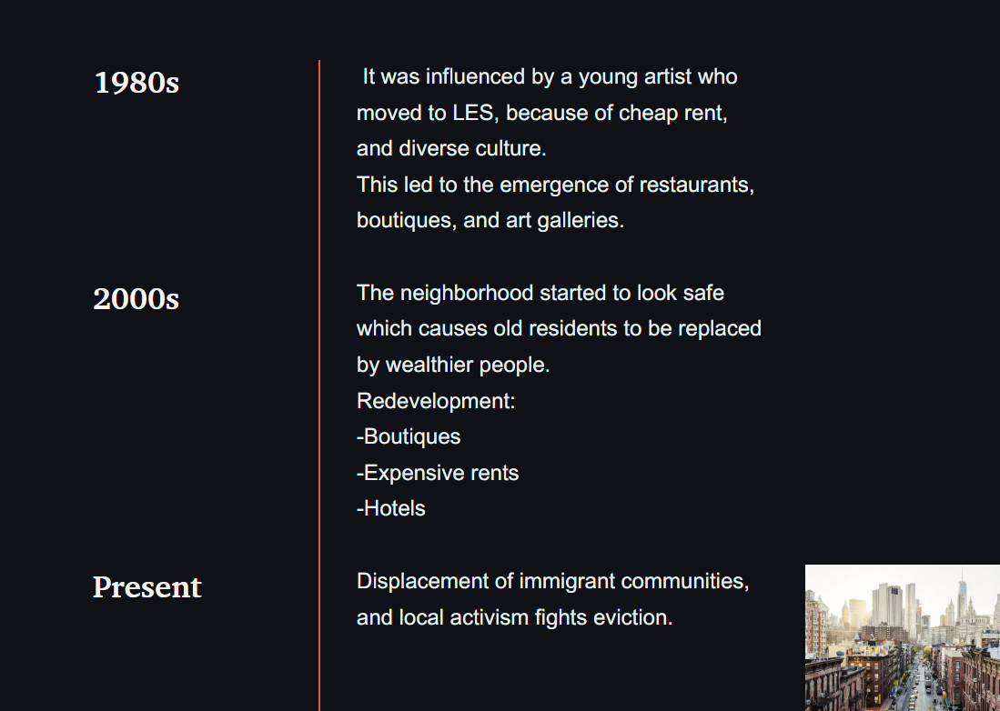 1980s
It was influenced by a young artist who
moved to LES, because of cheap rent,
and diverse culture.
This led to the emergence of restaurants,
boutiques, and art galleries.
2000s
The neighborhood started to look safe
which causes old residents to be replaced
by wealthier people.
Redevelopment:
-Boutiques
-Expensive rents
-Hotels
Present
Displacement of immigrant communities,
and local activism fights eviction.